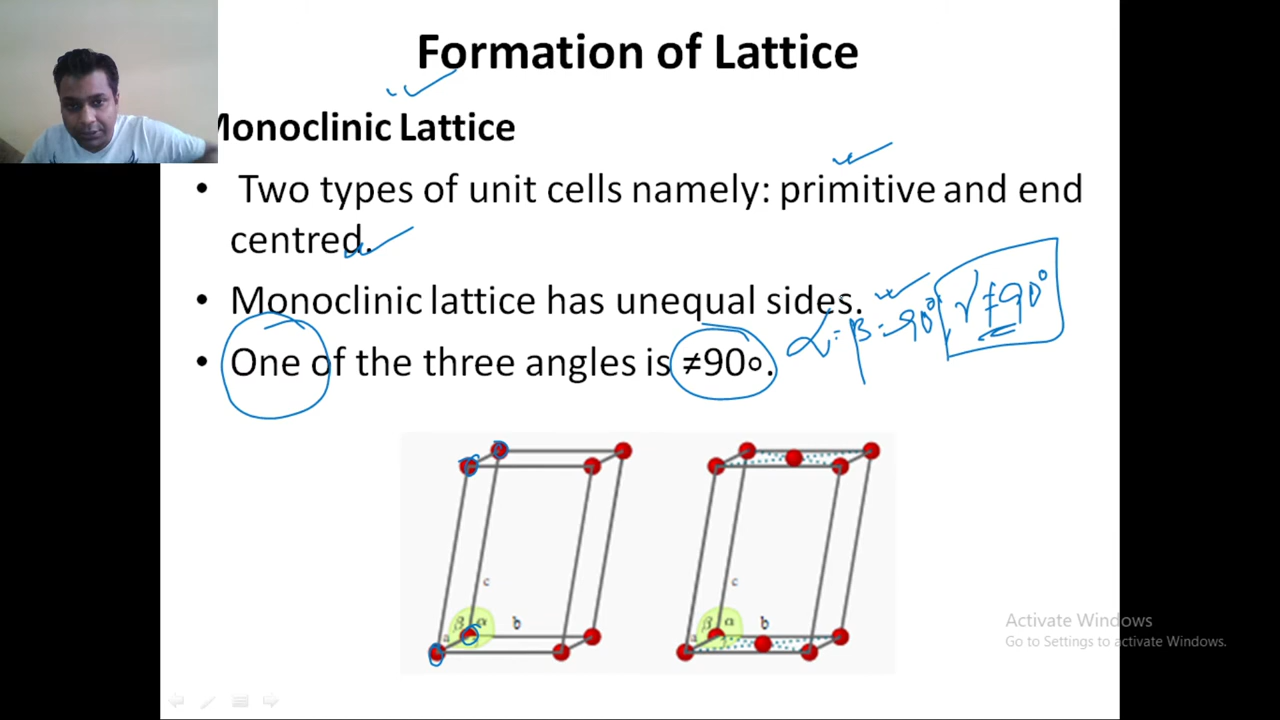 Formation of Lattice
Monoclinic Lattice
• Two types of unit cells namely: primitive and end
centred.
• Monoclinic lattice has unequal sides.
• One of the three angles is ≠90∘.
α = β = 90° γ ≠ 90°
c
β α b
a
c
β α b
a
Activate Windows
Go to Settings to activate Windows.